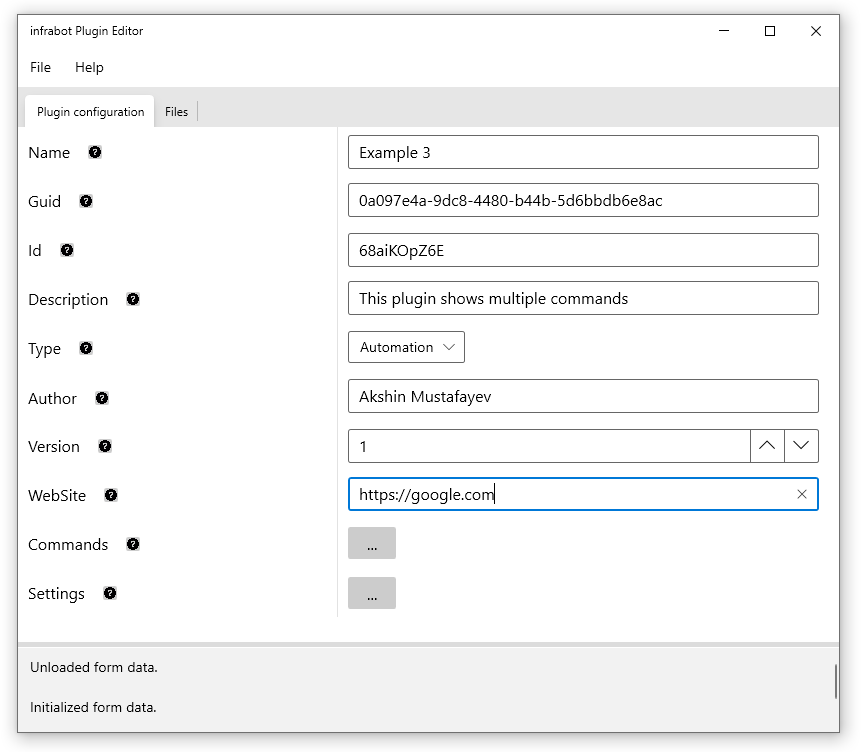 infrabot Plugin Editor
File Help
Plugin configuration Files
Name ? Example 3
Guid ? 0a097e4a-9dc8-4480-b44b-5d6bbdb6e8ac
Id ? 68aiKOpZ6E
Description ? This plugin shows multiple commands
Type ? Automation
Author ? Akshin Mustafayev
Version ? 1
WebSite ? https://google.com
Commands ? ...
Settings ? ...
Unloaded form data.
Initialized form data.